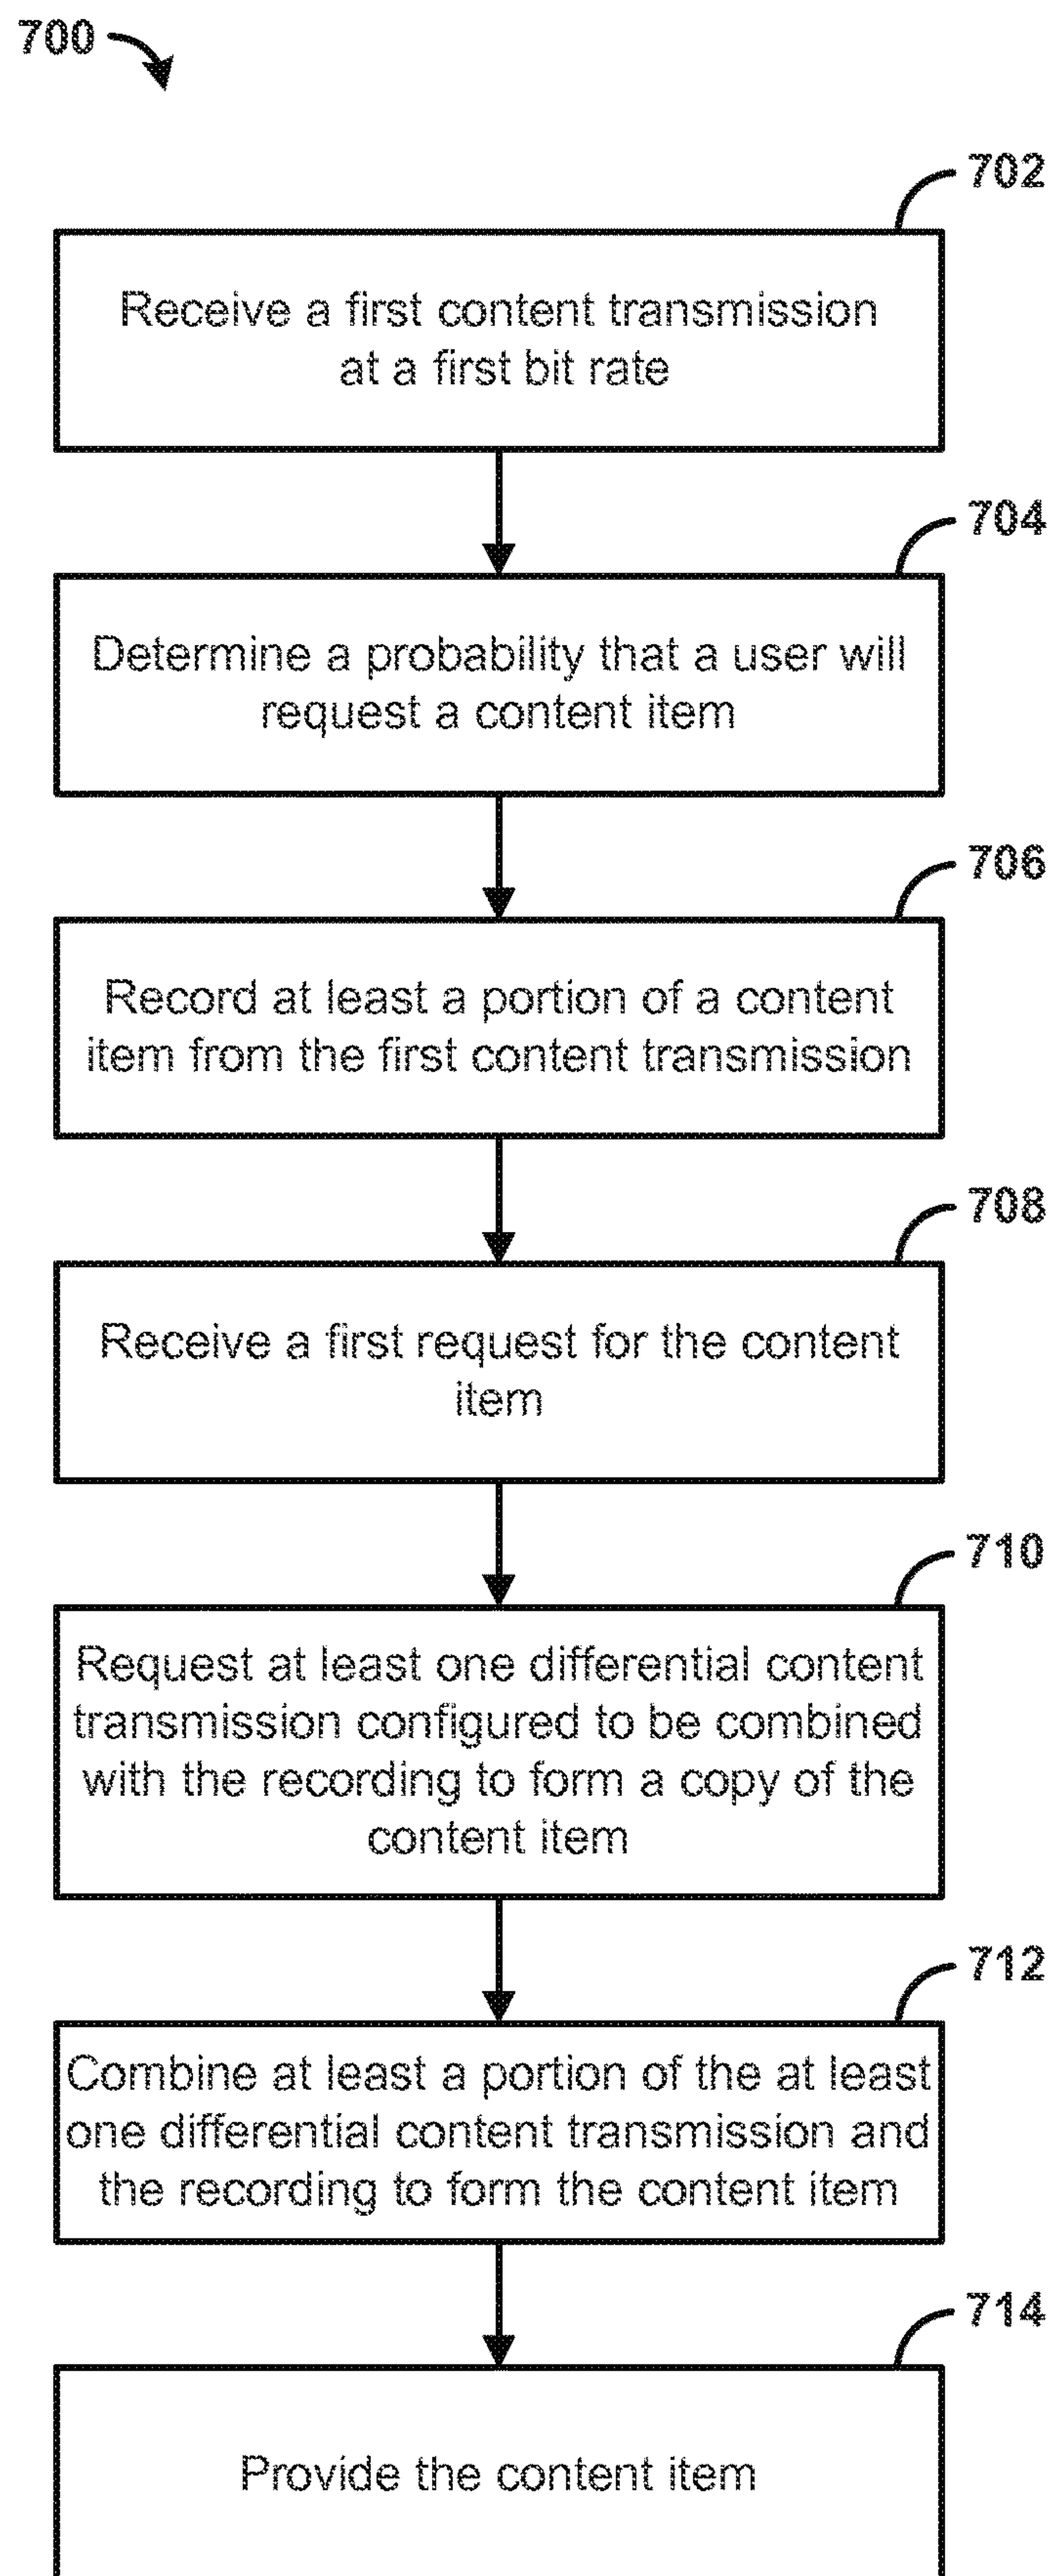 700
702
Receive a first content transmission
at a first bit rate
704
Determine a probability that a user will
request a content item
706
Record at least a portion of a content
item from the first content transmission
708
Receive a first request for the content
item
710
Request at least one differential content
transmission configured to be combined
with the recording to form a copy of the
content item
712
Combine at least a portion of the at least
one differential content transmission and
the recording to form the content item
714
Provide the content item